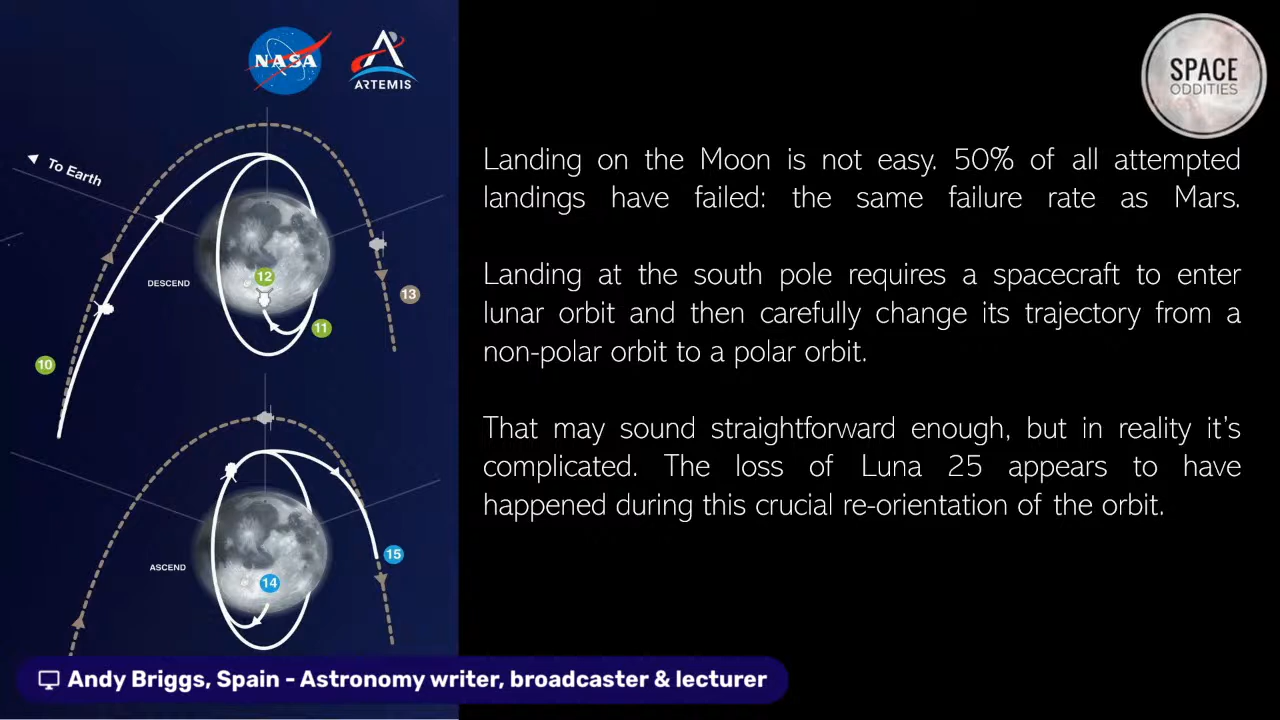 NASA
ARTEMIS
SPACE
ODDITIES
To Earth
DESCEND
12
13
11
10
ASCEND
15
14
Landing on the Moon is not easy. 50% of all attempted
landings have failed: the same failure rate as Mars.
Landing at the south pole requires a spacecraft to enter
lunar orbit and then carefully change its trajectory from a
non-polar orbit to a polar orbit.
That may sound straightforward enough, but in reality it's
complicated. The loss of Luna 25 appears to have
happened during this crucial re-orientation of the orbit.
Andy Briggs, Spain - Astronomy writer, broadcaster & lecturer